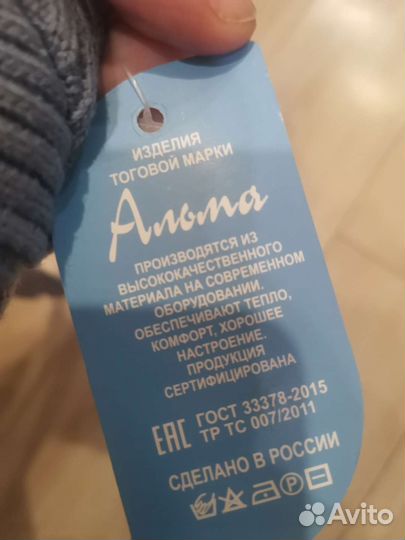 ИЗДЕЛИЯ
ТОГОВОЙ МАРКИ
Альма
ПРОИЗВОДЯТСЯ ИЗ
ВЫСОКОКАЧЕСТВЕННОГО
МАТЕРИАЛА НА СОВРЕМЕННОМ
ОБОРУДОВАНИИ.
ОБЕСПЕЧИВАЮТ ТЕПЛО,
КОМФОРТ, ХОРОШЕЕ
НАСТРОЕНИЕ.
ПРОДУКЦИЯ
СЕРТИФИЦИРОВАНА
ЕАС ГОСТ 33378-2015
ТР ТС 007/2011
СДЕЛАНО В РОССИИ
Avito